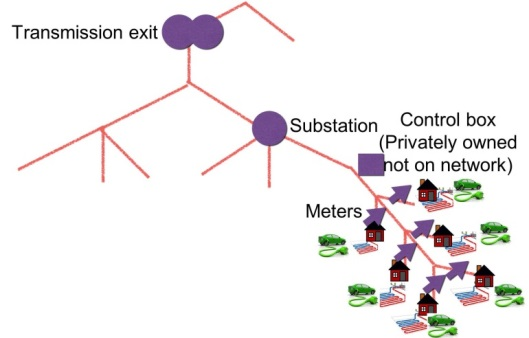 Transmission exit
Substation
Control box
(Privately owned
not on network)
Meters